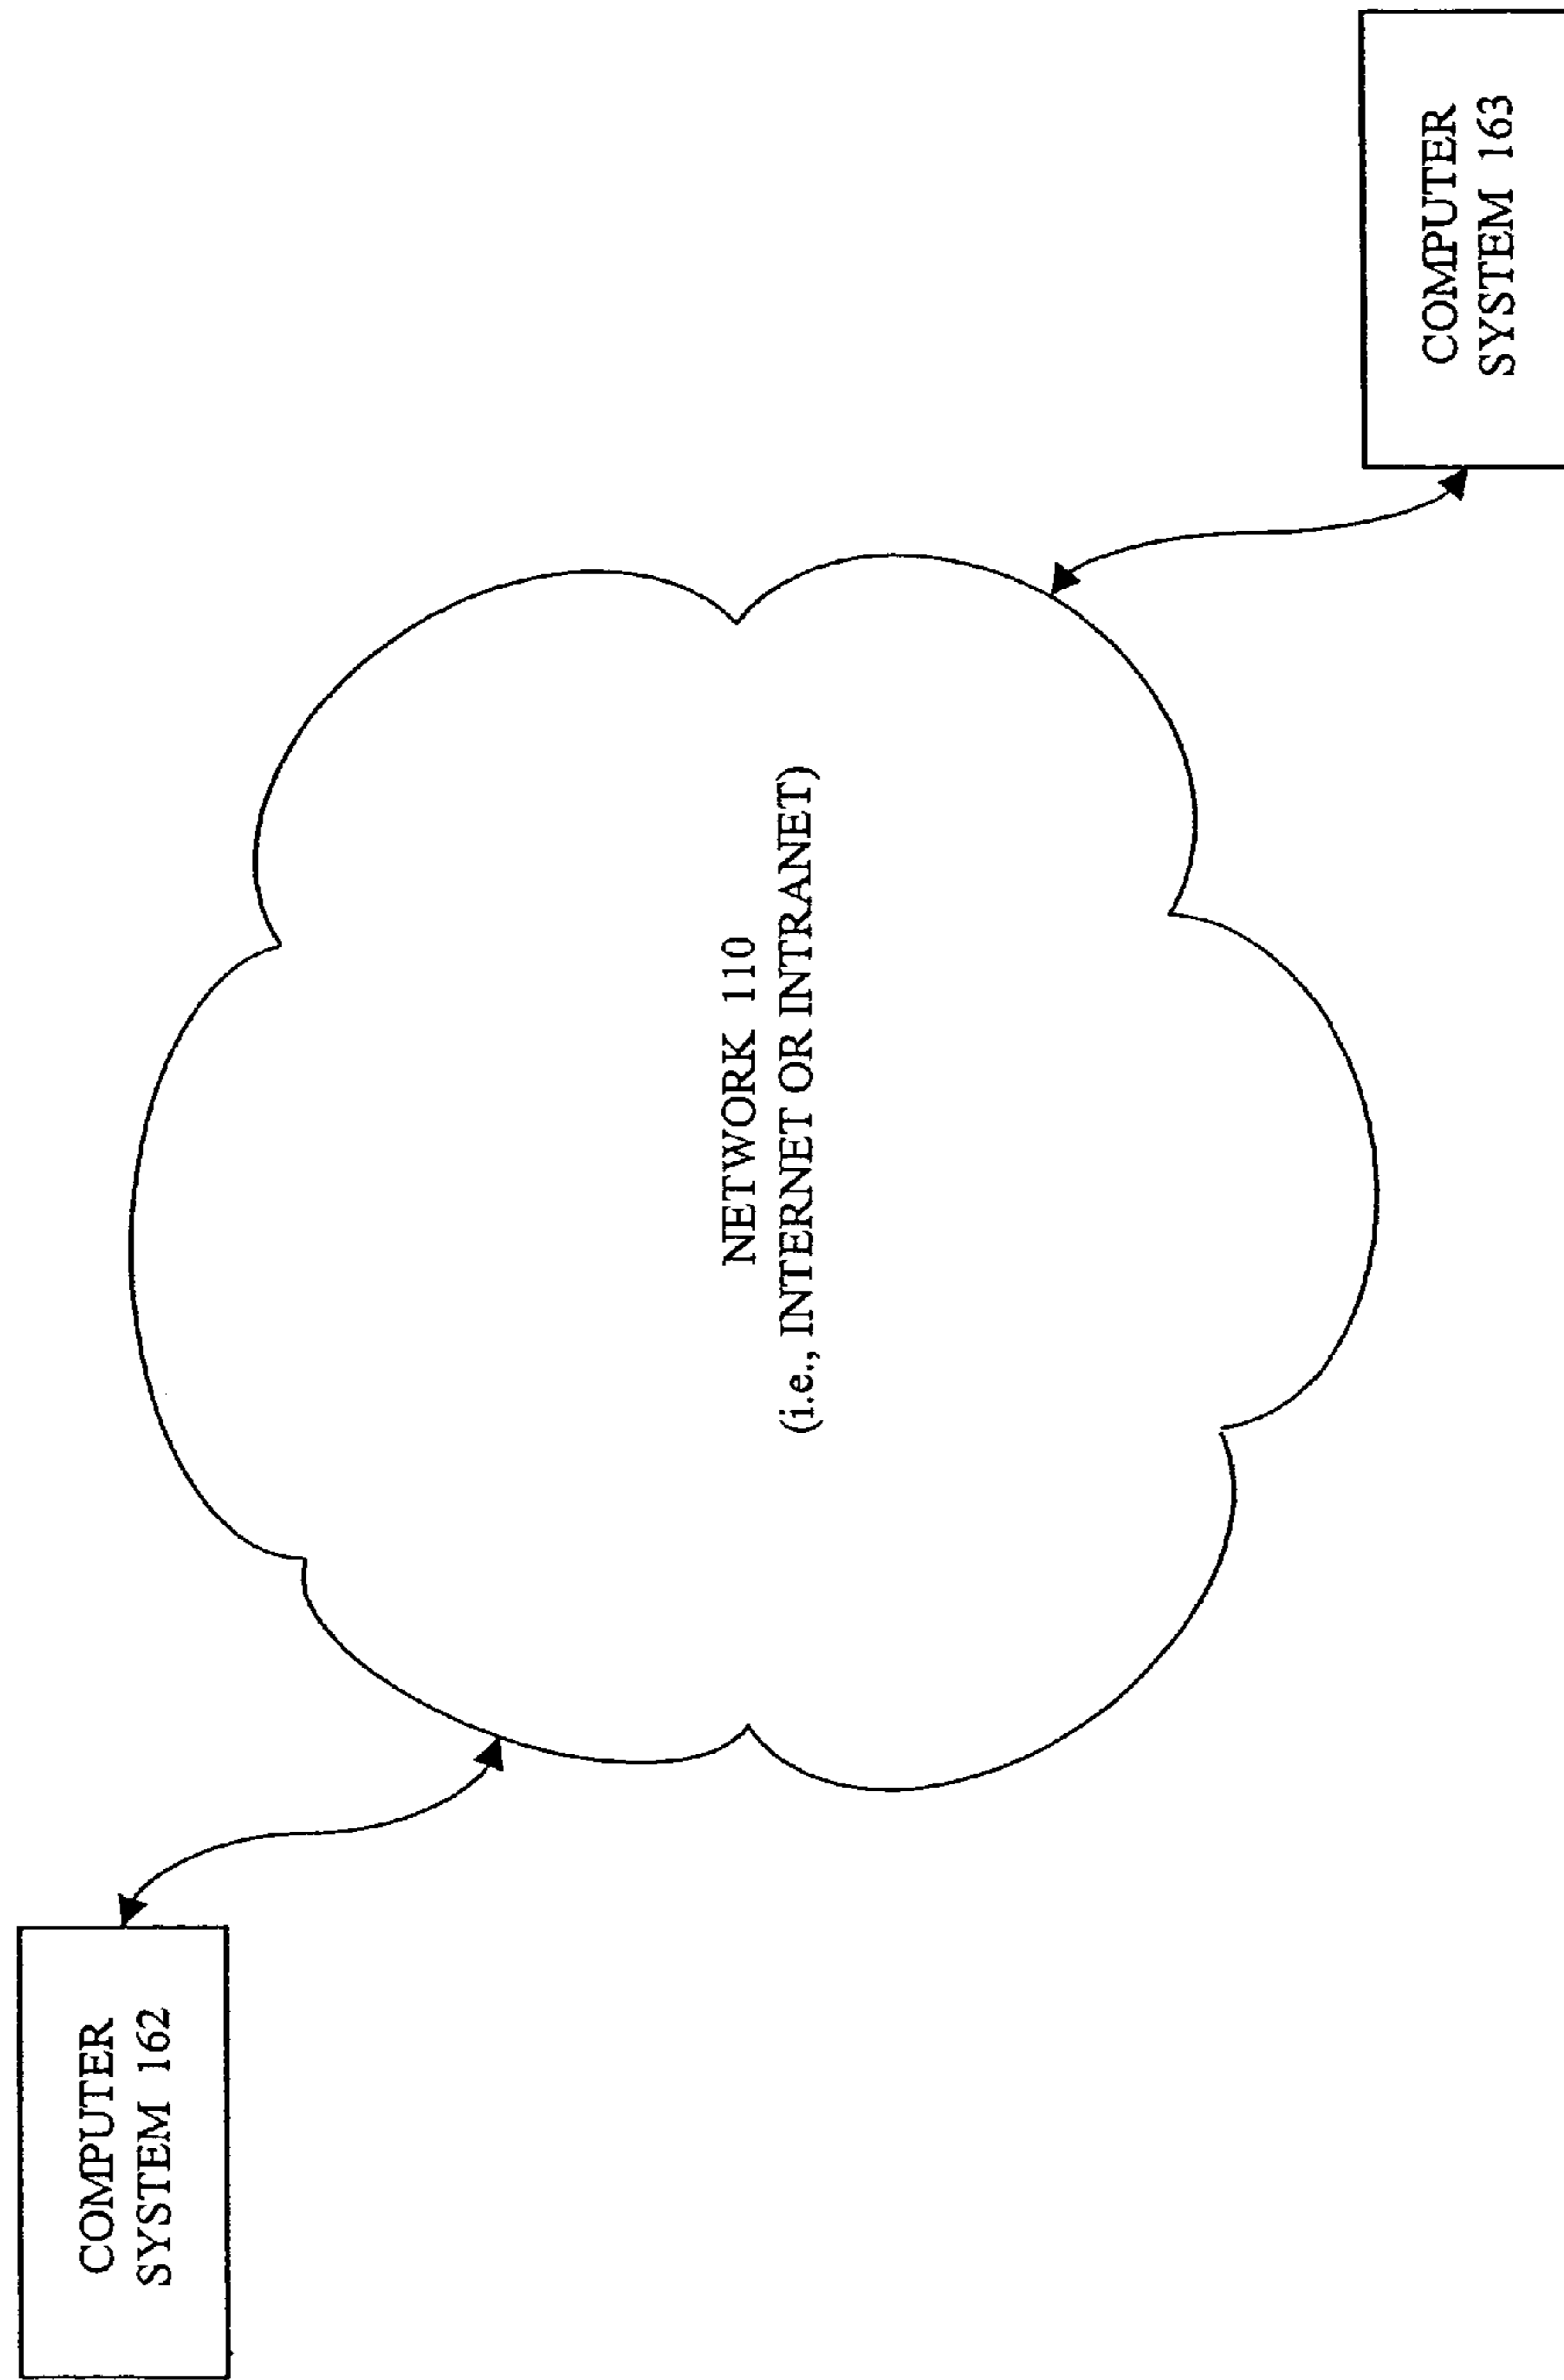 COMPUTER
SYSTEM 162
NETWORK 110
(i.e., INTERNET OR INTRANET)
COMPUTER
SYSTEM 163